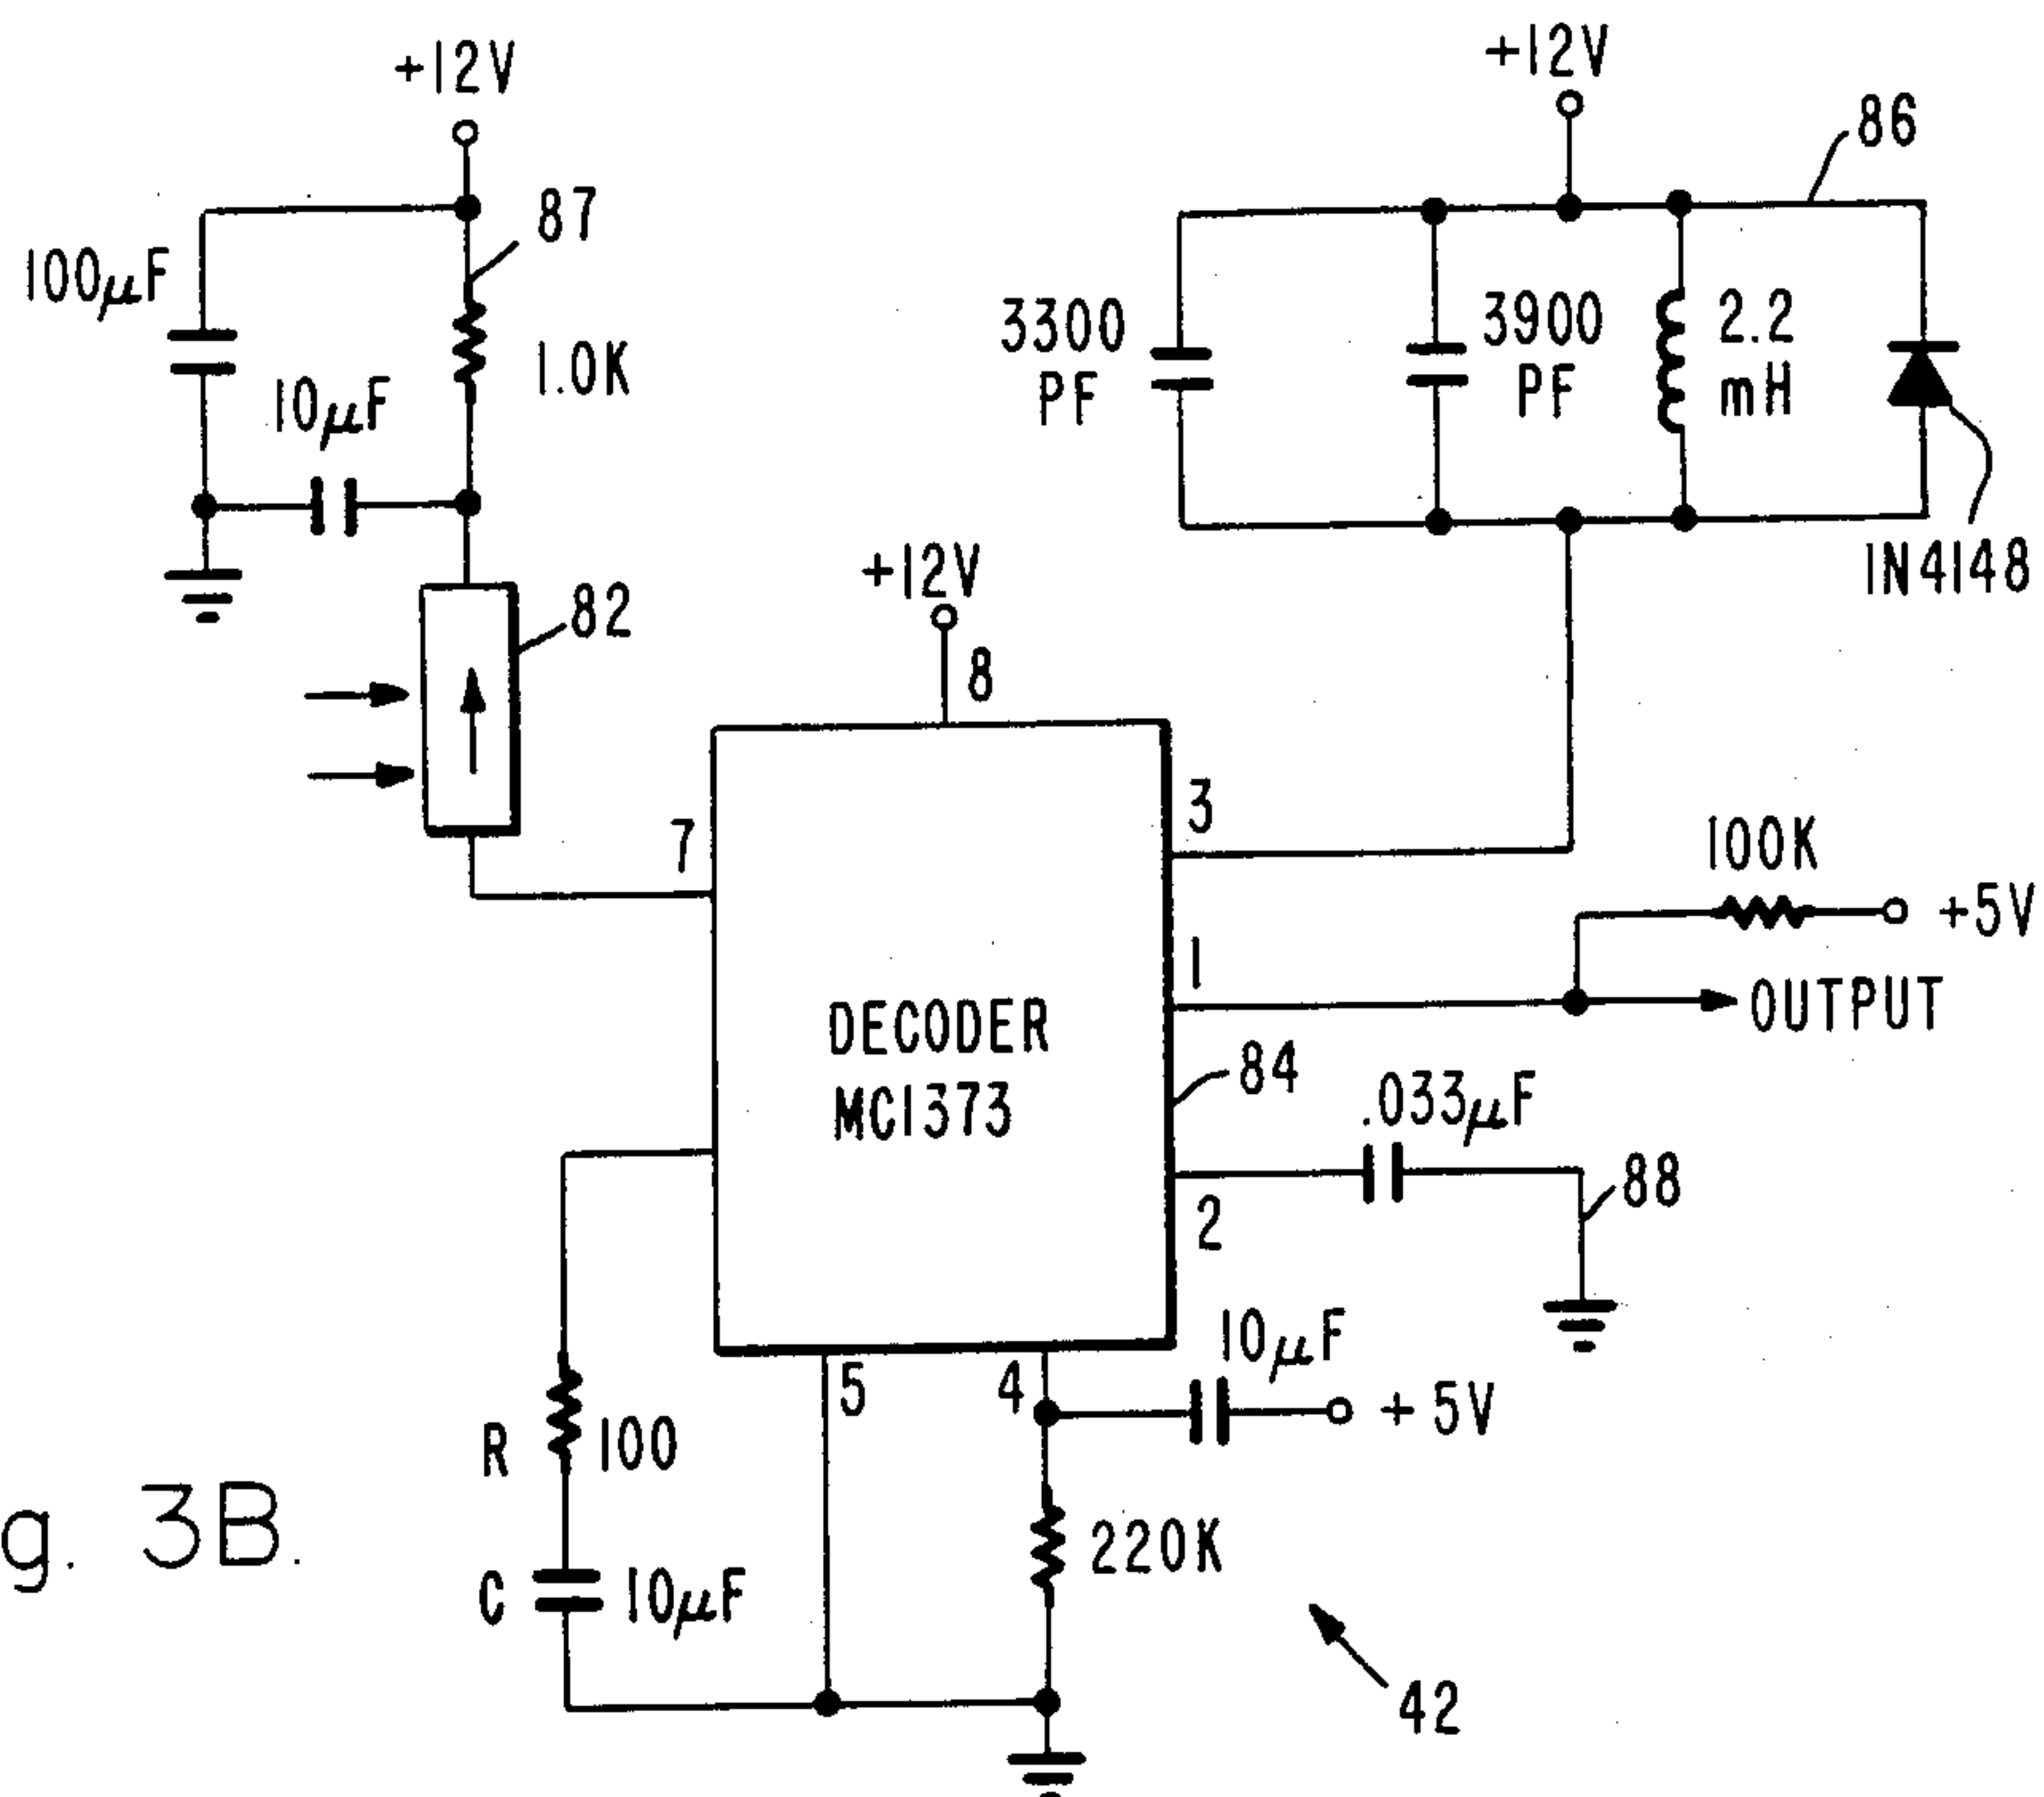 +12V
+12V
86
87
100μF
1.0K
10μF
3300
PF
3900
PF
2.2
mH
1N4148
+12V
82
8
7
3
100K
+5V
1
OUTPUT
DECODER
MC1373
84
.033μF
88
2
10μF
+5V
5
4
R
100
220K
C
10μF
g. 3B.
42